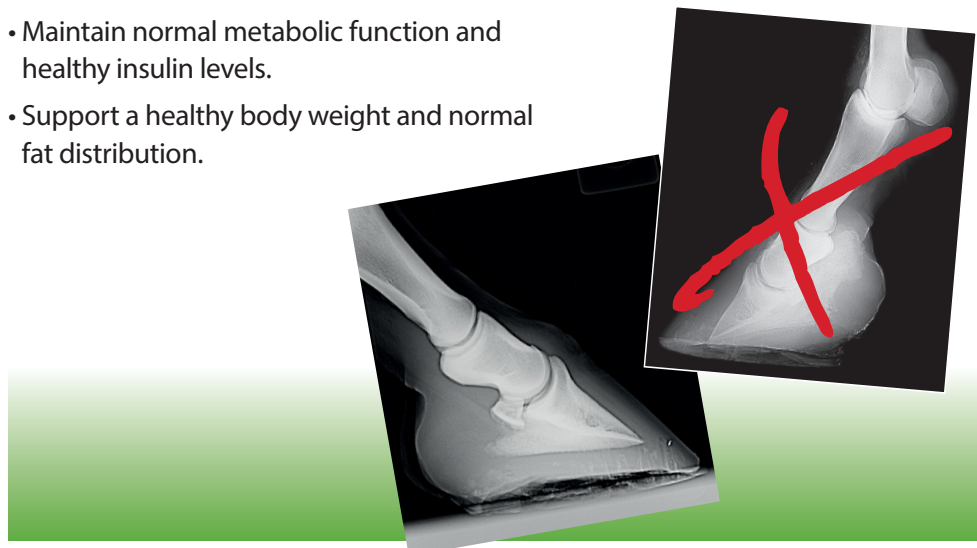 • Maintain normal metabolic function and
healthy insulin levels.
• Support a healthy body weight and normal
fat distribution.